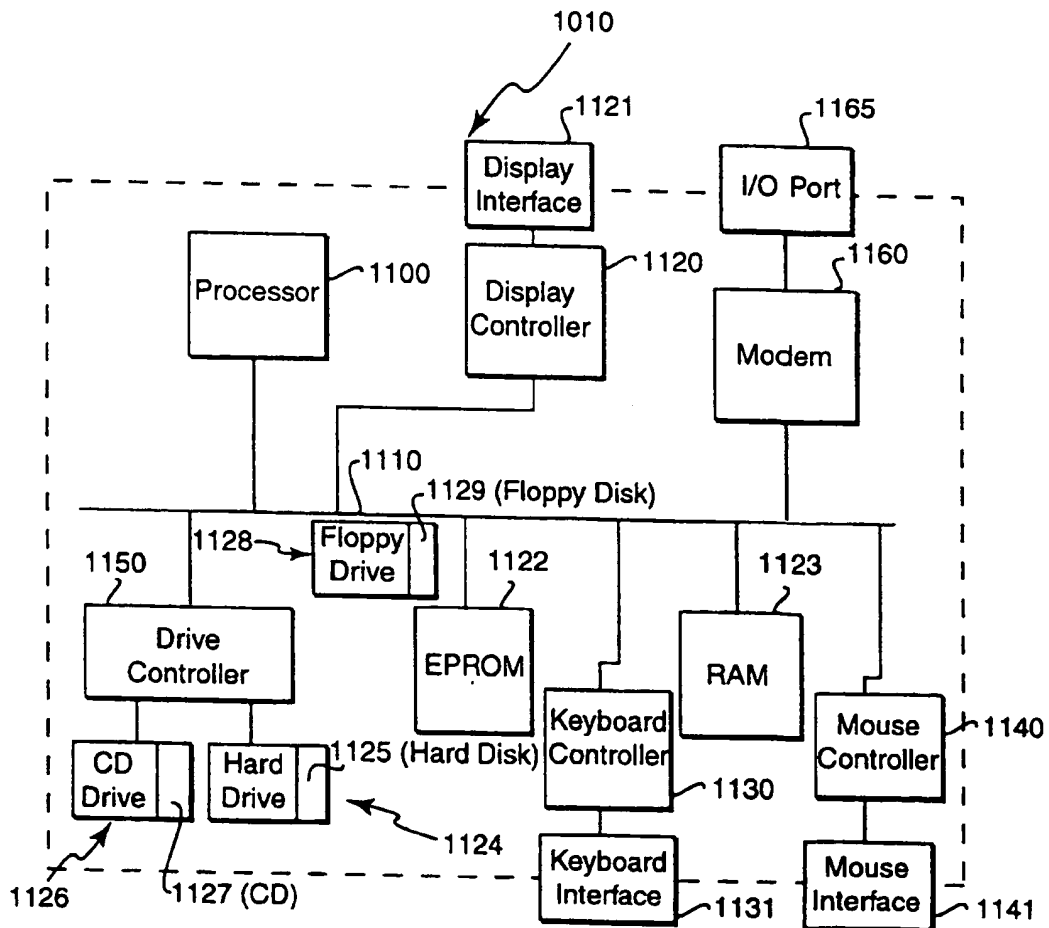 1010
1121
1165
Display
Interface
I/O Port
1120
1160
Processor
1100
Display
Controller
Modem
1110
1129 (Floppy Disk)
1128
Floppy
Drive
1150
1122
1123
Drive
Controller
EPROM
RAM
Keyboard
Controller
Mouse
Controller
1140
CD
Drive
Hard
Drive
1125 (Hard Disk)
1130
1124
1126
1127 (CD)
Keyboard
Interface
1131
Mouse
Interface
1141